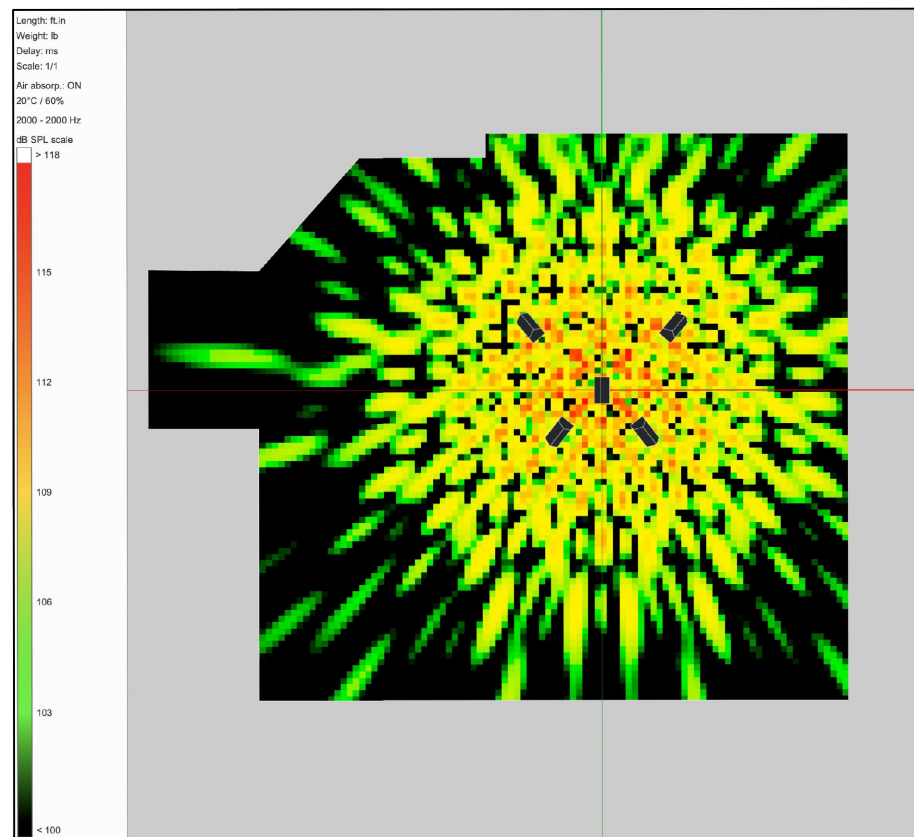 Length: ft.in
Weight: lb
Delay: ms
Scale: 1/1
Air absorp.: ON
20°C / 60%
2000 - 2000 Hz
dB SPL scale
> 118
115
112
109
106
103
< 100